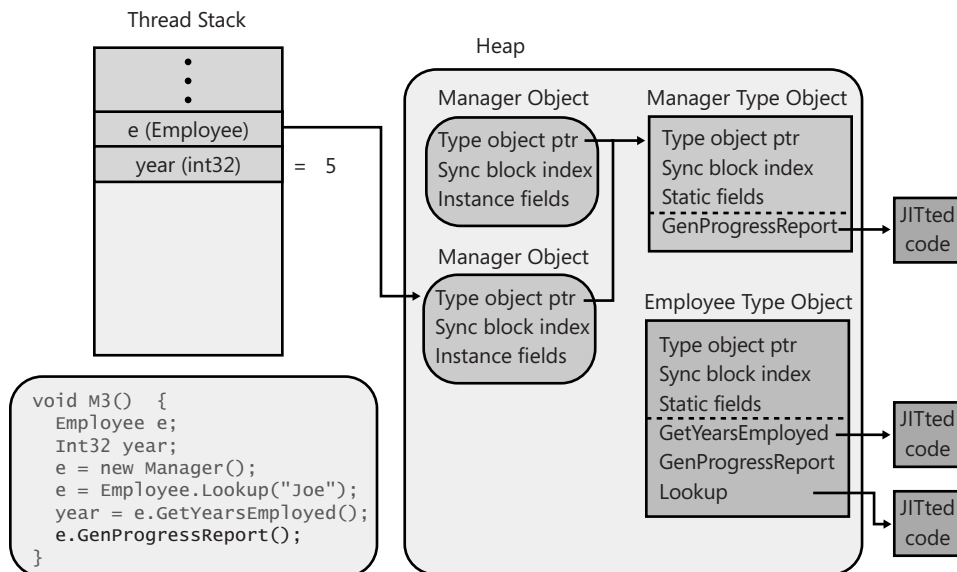 Thread Stack
e (Employee)
year (int32)
= 5
Heap
Manager Object
Type object ptr
Sync block index
Instance fields
Manager Object
Type object ptr
Sync block index
Instance fields
Manager Type Object
Type object ptr
Sync block index
Static fields
GenProgressReport
JITted
code
Employee Type Object
Type object ptr
Sync block index
Static fields
GetYearsEmployed
GenProgressReport
Lookup
JITted
code
JITted
code
void M3() {
Employee e;
Int32 year;
e = new Manager();
e = Employee.Lookup("Joe");
year = e.GetYearsEmployed();
e.GenProgressReport();
}